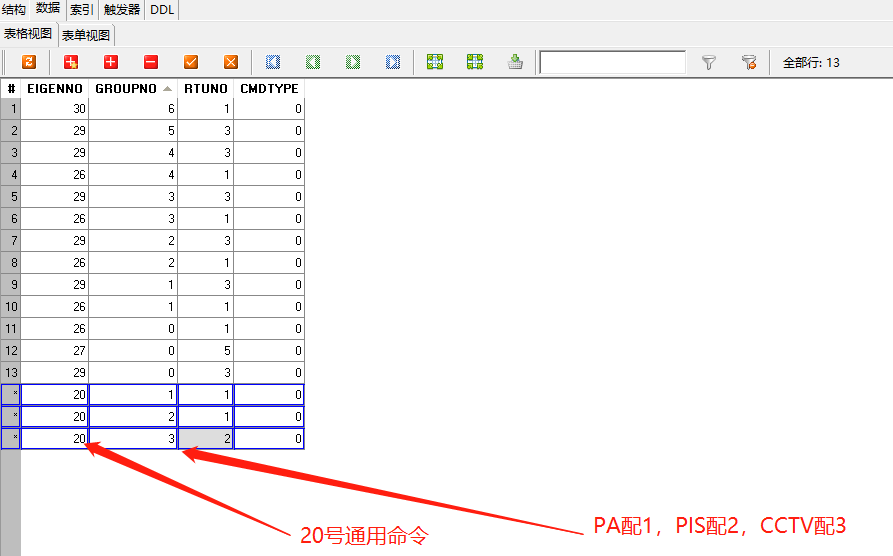 结构 数据 索引 触发器 DDL
表格视图 表单视图
全部行: 13
# EIGENNO GROUPNO RTUNO CMDTYPE
1 30 6 1 0
2 29 5 3 0
3 29 4 3 0
4 26 4 1 0
5 29 3 3 0
6 26 3 1 0
7 29 2 3 0
8 26 2 1 0
9 29 1 3 0
10 26 1 1 0
11 26 0 1 0
12 27 0 5 0
13 29 0 3 0
* 20 1 1 0
* 20 2 1 0
* 20 3 2 0
PA配1，PIS配2，CCTV配3
20号通用命令